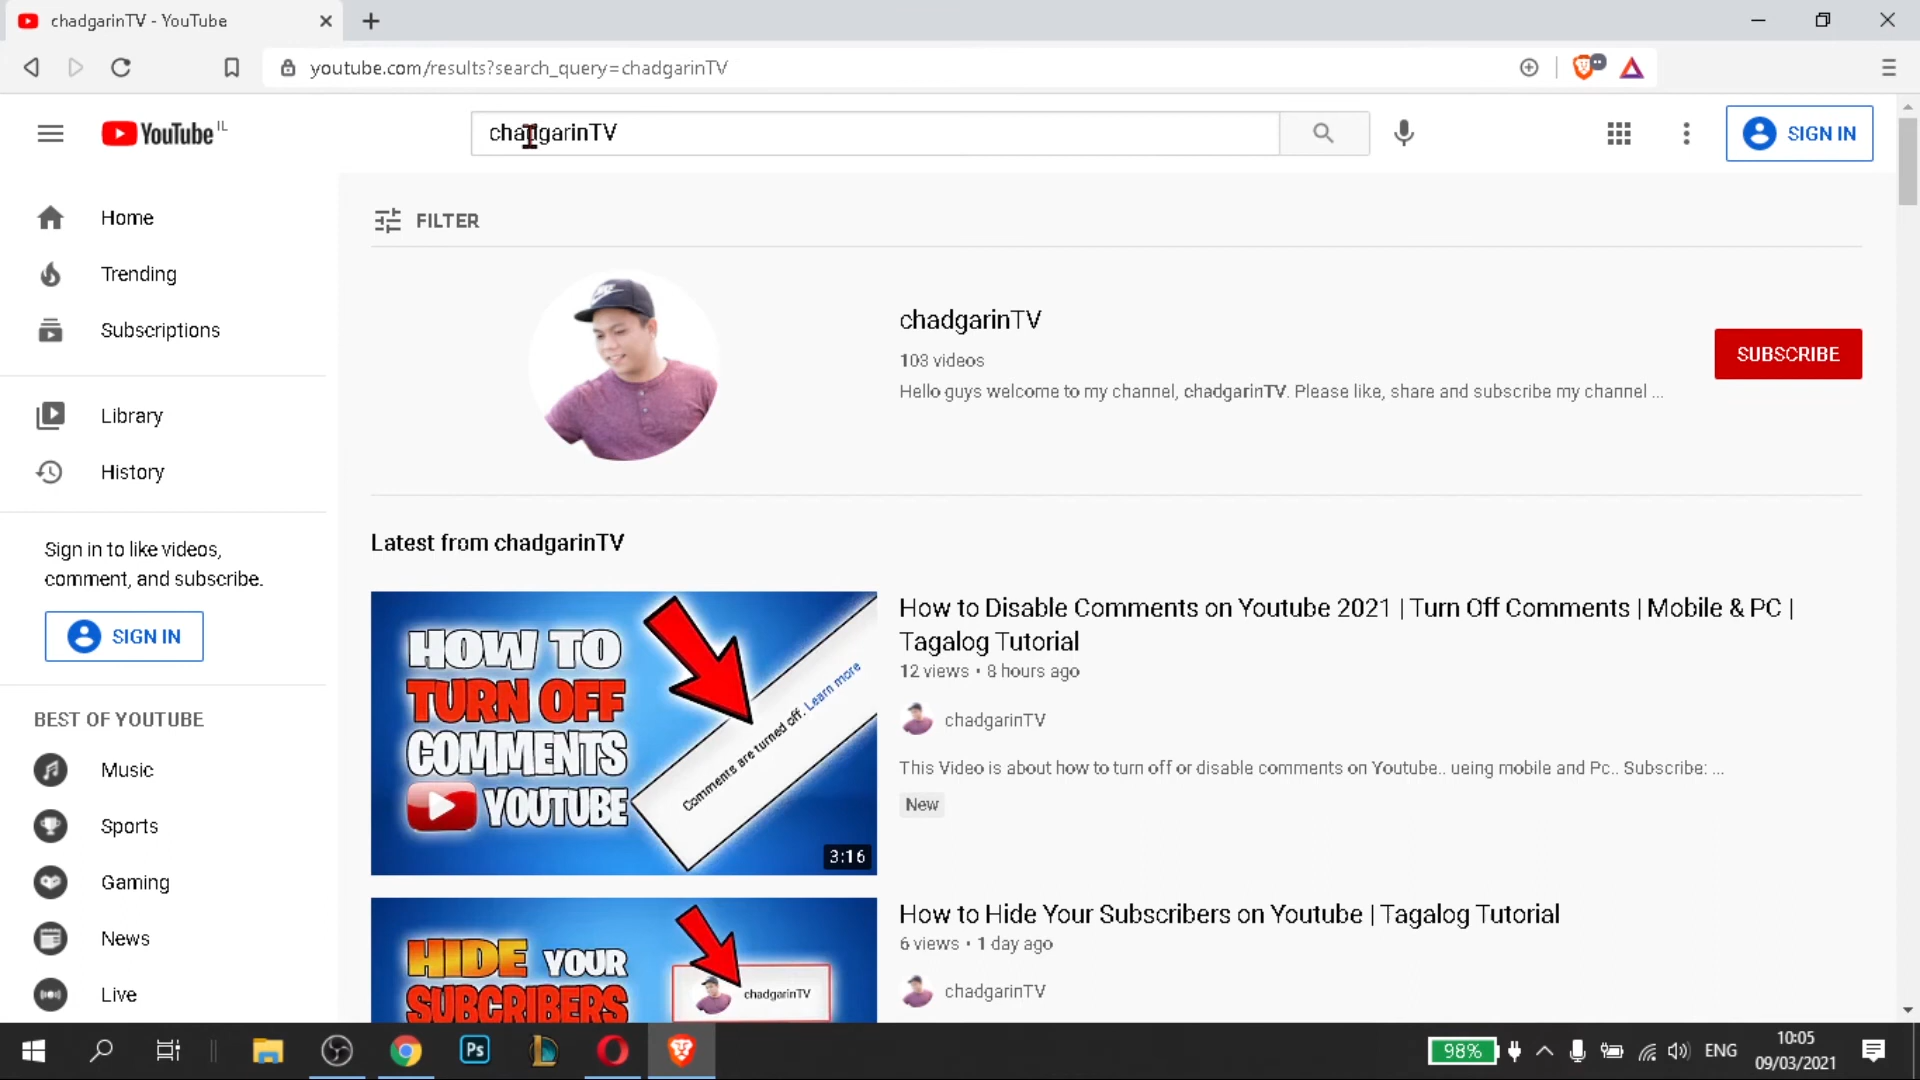 chadgarinTV - YouTube
youtube.com/results?search_query=chadgarinTV
YouTube IL
chadgarinTV
SIGN IN
Home
Trending
Subscriptions
Library
History
Sign in to like videos,
comment, and subscribe.
SIGN IN
BEST OF YOUTUBE
Music
Sports
Gaming
News
Live
FILTER
chadgarinTV
103 videos
Hello guys welcome to my channel, chadgarinTV. Please like, share and subscribe my channel ...
SUBSCRIBE
Latest from chadgarinTV
HOW TO
TURN OFF
COMMENTS
YOUTUBE
Comments are turned off. Learn more
3:16
How to Disable Comments on Youtube 2021 | Turn Off Comments | Mobile & PC |
Tagalog Tutorial
12 views • 8 hours ago
chadgarinTV
This Video is about how to turn off or disable comments on Youtube.. ueing mobile and Pc.. Subscribe: ...
New
HIDE YOUR
SUBCRIBERS
chadgarinTV
How to Hide Your Subscribers on Youtube | Tagalog Tutorial
6 views • 1 day ago
chadgarinTV
Ps
98%
ENG
10:05
09/03/2021